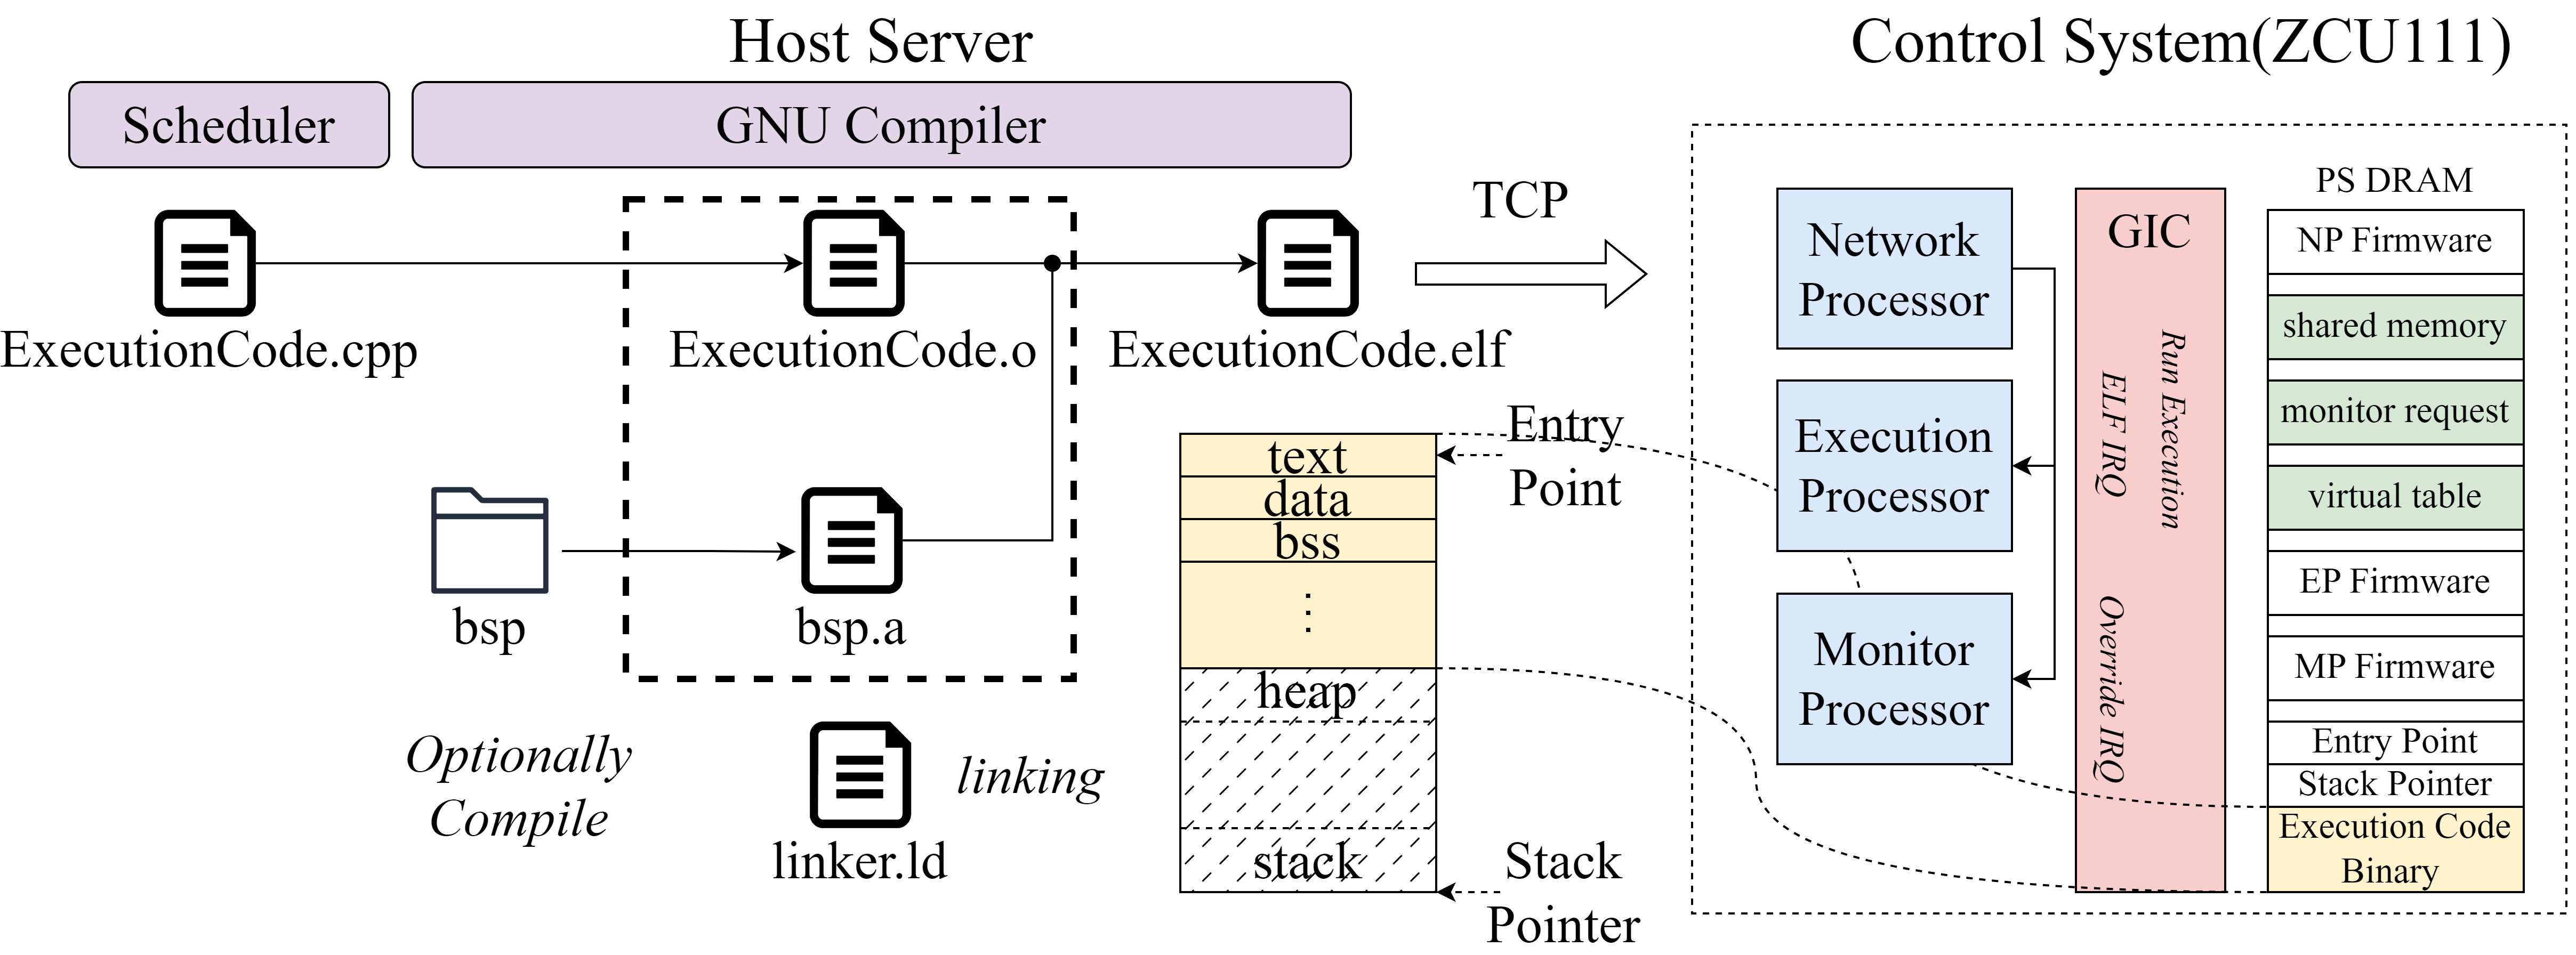 Host Server
Control System(ZCU111)
Scheduler
GNU Compiler
ExecutionCode.cpp
ExecutionCode.o
ExecutionCode.elf
TCP
bsp
bsp.a
Optionally
Compile
linker.ld
linking
text
data
bss
⋮
heap
stack
Entry
Point
Stack
Pointer
Network
Processor
Execution
Processor
Monitor
Processor
GIC
Run Execution
ELF IRQ
Override IRQ
PS DRAM
NP Firmware
shared memory
monitor request
virtual table
EP Firmware
MP Firmware
Entry Point
Stack Pointer
Execution Code
Binary